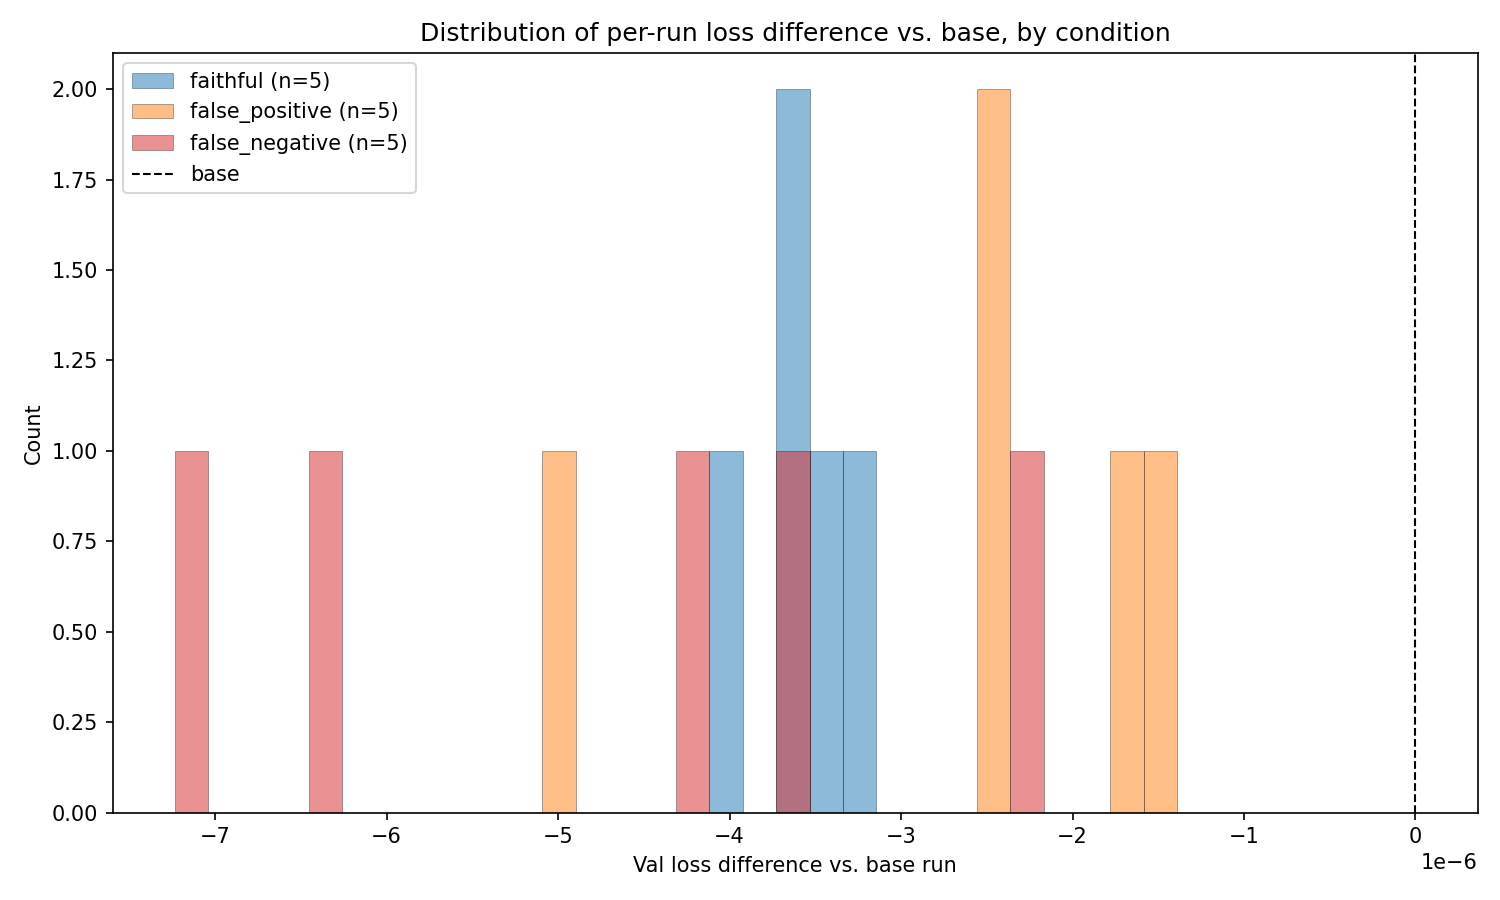 Distribution of per-run loss difference vs. base, by condition
faithful (n=5)
false_positive (n=5)
false_negative (n=5)
base
2.00
1.75
1.50
1.25
1.00
0.75
0.50
0.25
0.00
Count
−7 −6 −5 −4 −3 −2 −1 0
1e−6
Val loss difference vs. base run